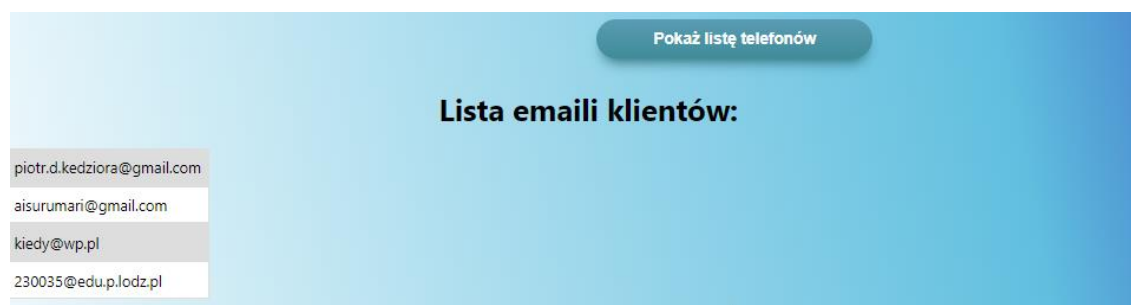 Pokaż listę telefonów
Lista emaili klientów:
piotr.d.kedziora@gmail.com
aisurumari@gmail.com
kiedy@wp.pl
230035@edu.p.lodz.pl